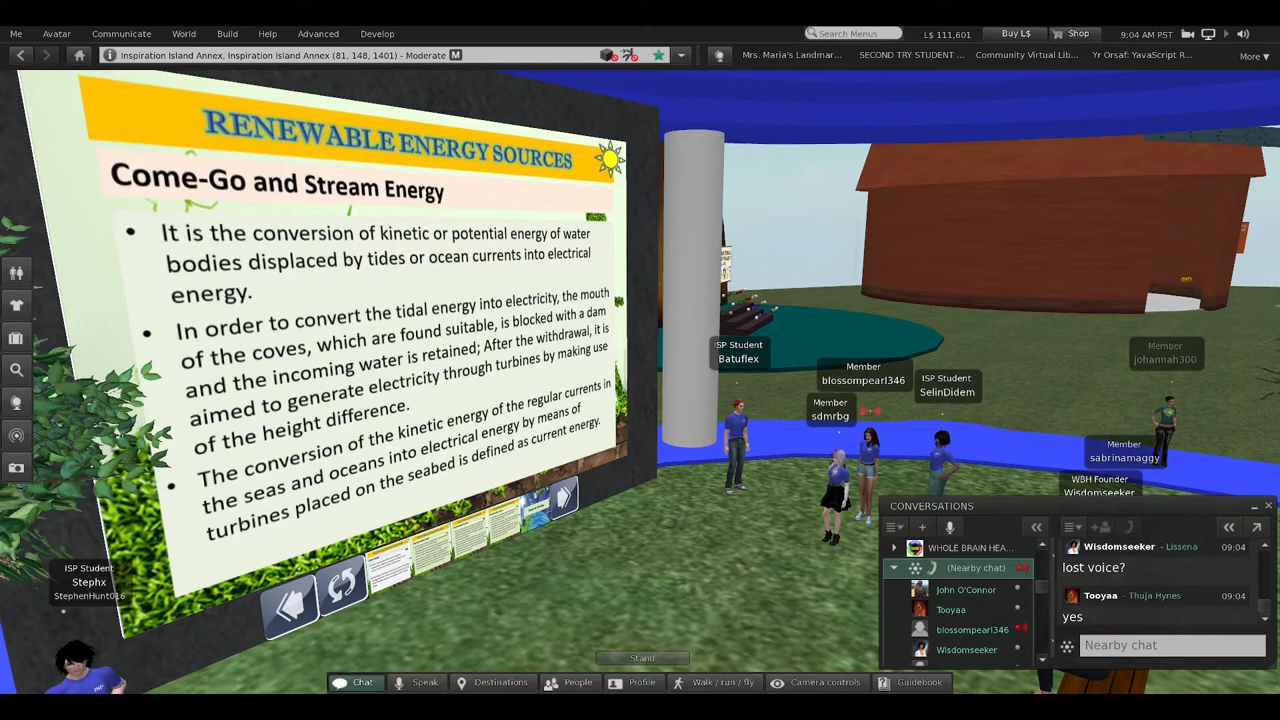 Me Avatar Communicate World Build Help Advanced Develop
Search Menus
L$ 111,601
Buy L$
Shop
9:04 AM PST
Inspiration Island Annex, Inspiration Island Annex (81, 148, 1401) - Moderate M
Mrs. Maria's Landmar...
SECOND TRY STUDENT ...
Community Virtual Lib...
Yr Orsaf: YavaScript R...
More
RENEWABLE ENERGY SOURCES
Come-Go and Stream Energy
• It is the conversion of kinetic or potential energy of water
bodies displaced by tides or ocean currents into electrical
energy.
• In order to convert the tidal energy into electricity, the mouth
of the coves, which are found suitable, is blocked with a dam
and the incoming water is retained; After the withdrawal, it is
aimed to generate electricity through turbines by making use
of the height difference.
• The conversion of the kinetic energy of the regular currents in
the seas and oceans into electrical energy by means of
turbines placed on the seabed is defined as current energy.
ISP Student
Batuflex
Member
blossompearl346
ISP Student
SelinDidem
Member
sdmrbg
Member
johannah300
Member
sabrinamaggy
WBH Founder
Wisdomseeker
ISP Student
Stephx
StephenHunt016
CONVERSATIONS
WHOLE BRAIN HEA...
(Nearby chat)
John O'Connor
Tooyaa
blossompearl346
Wisdomseeker
Wisdomseeker - Lissena 09:04
lost voice?
Tooyaa - Thuja Hynes 09:04
yes
Nearby chat
Stand
Chat
Speak
Destinations
People
Profile
Walk / run / fly
Camera controls
Guidebook